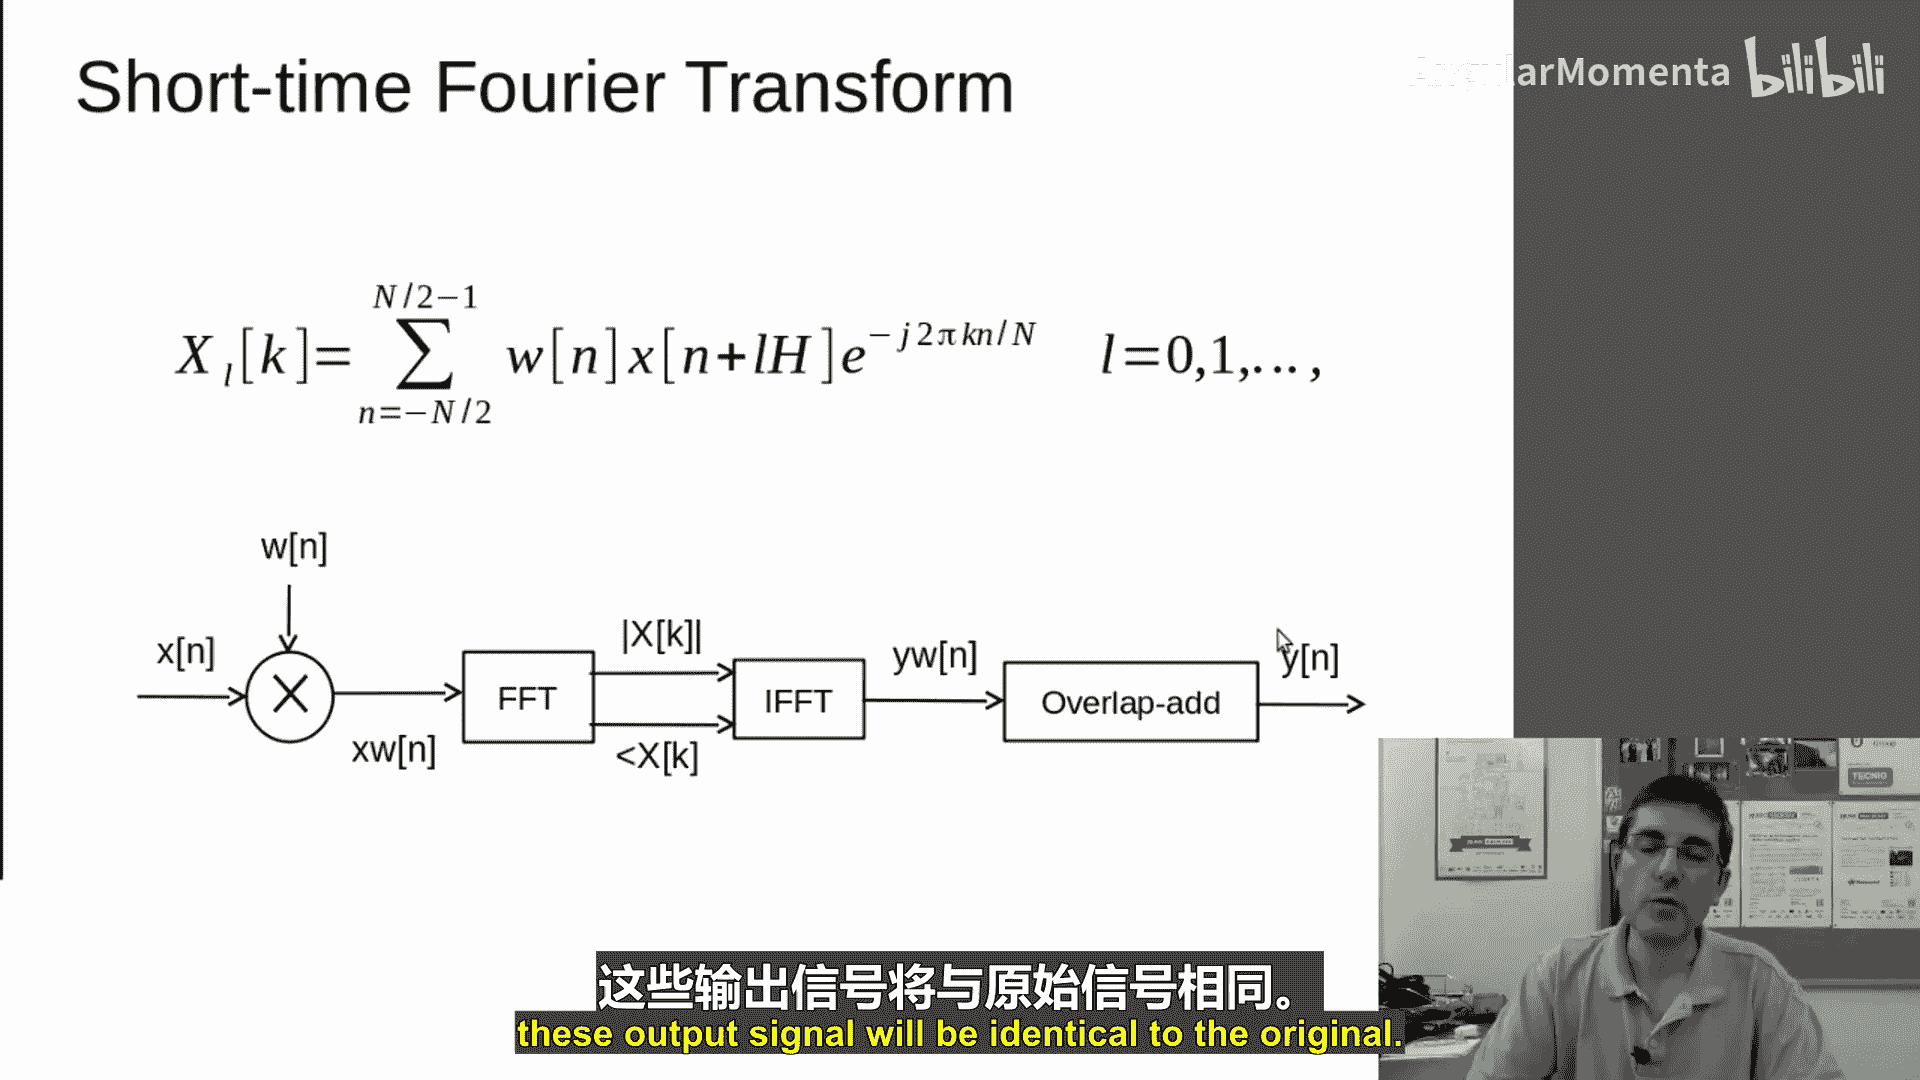 Short-time Fourier Transform
arMomenta bilibili
X_l[k]=∑_{n=−N/2}^{N/2−1} w[n]x[n+lH]e^{−j2πkn/N} l=0,1,...,
w[n]
x[n]
xw[n]
FFT
|X[k]|
<X[k]
IFFT
yw[n]
Overlap-add
y[n]
Group
TECNIO
这些输出信号将与原始信号相同。
these output signal will be identical to the original.